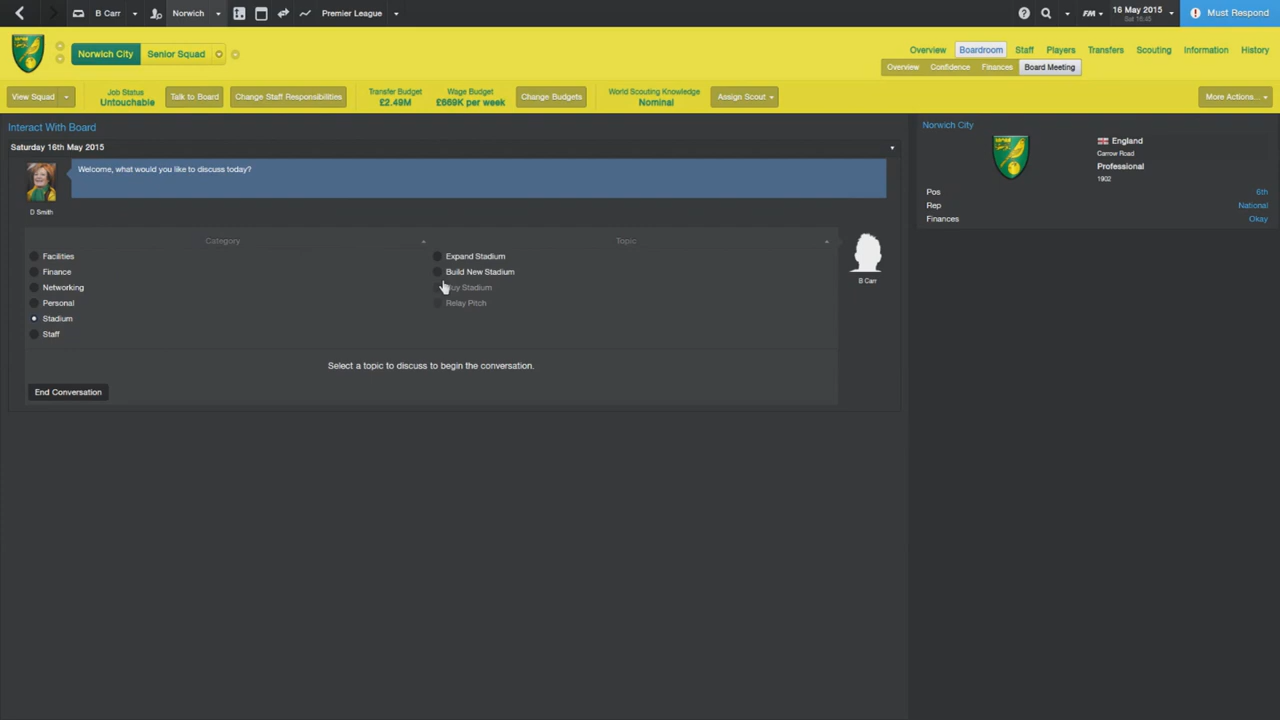 B Carr
Norwich
Premier League
FM
16 May 2015
Sat 16:45
Must Respond
Norwich City
Senior Squad
Overview
Boardroom
Staff
Players
Transfers
Scouting
Information
History
Overview
Confidence
Finances
Board Meeting
View Squad
Job Status
Untouchable
Talk to Board
Change Staff Responsibilities
Transfer Budget
£2.49M
Wage Budget
£669K per week
Change Budgets
World Scouting Knowledge
Nominal
Assign Scout
More Actions...
Interact With Board
Saturday 16th May 2015
Welcome, what would you like to discuss today?
D Smith
Category
Topic
Facilities
Finance
Networking
Personal
Stadium
Staff
Expand Stadium
Build New Stadium
Buy Stadium
Relay Pitch
B Carr
Select a topic to discuss to begin the conversation.
End Conversation
Norwich City
England
Carrow Road
Professional
1902
Pos
6th
Rep
National
Finances
Okay